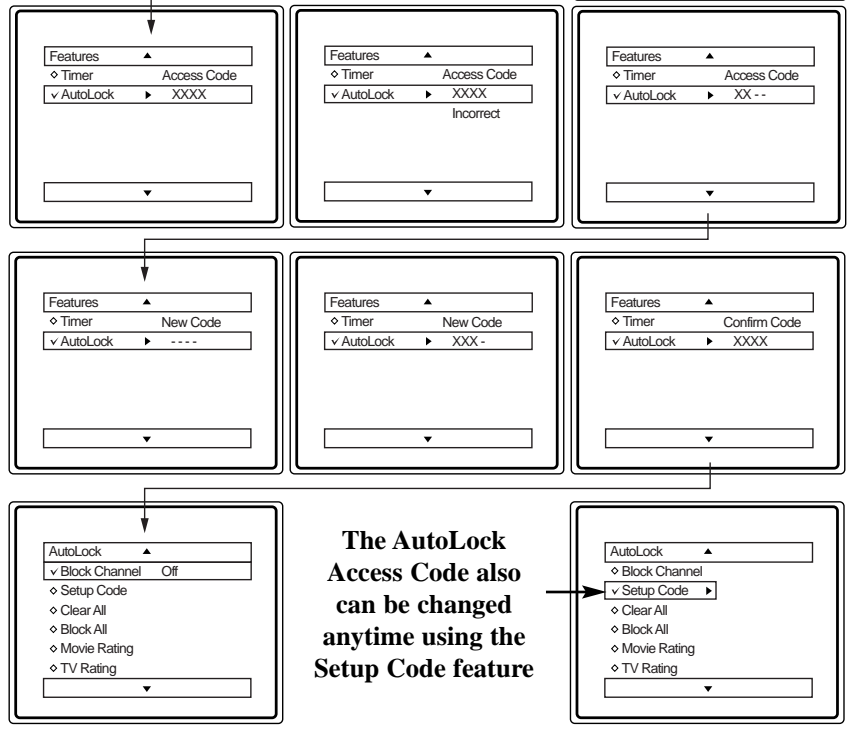 Features
Timer Access Code
AutoLock XXXX
Features
Timer Access Code
AutoLock XXXX
Incorrect
Features
Timer Access Code
AutoLock XX - -
Features
Timer New Code
AutoLock - - - -
Features
Timer New Code
AutoLock XXX -
Features
Timer Confirm Code
AutoLock XXXX
AutoLock
Block Channel Off
Setup Code
Clear All
Block All
Movie Rating
TV Rating
The AutoLock
Access Code also
can be changed
anytime using the
Setup Code feature
AutoLock
Block Channel
Setup Code
Clear All
Block All
Movie Rating
TV Rating